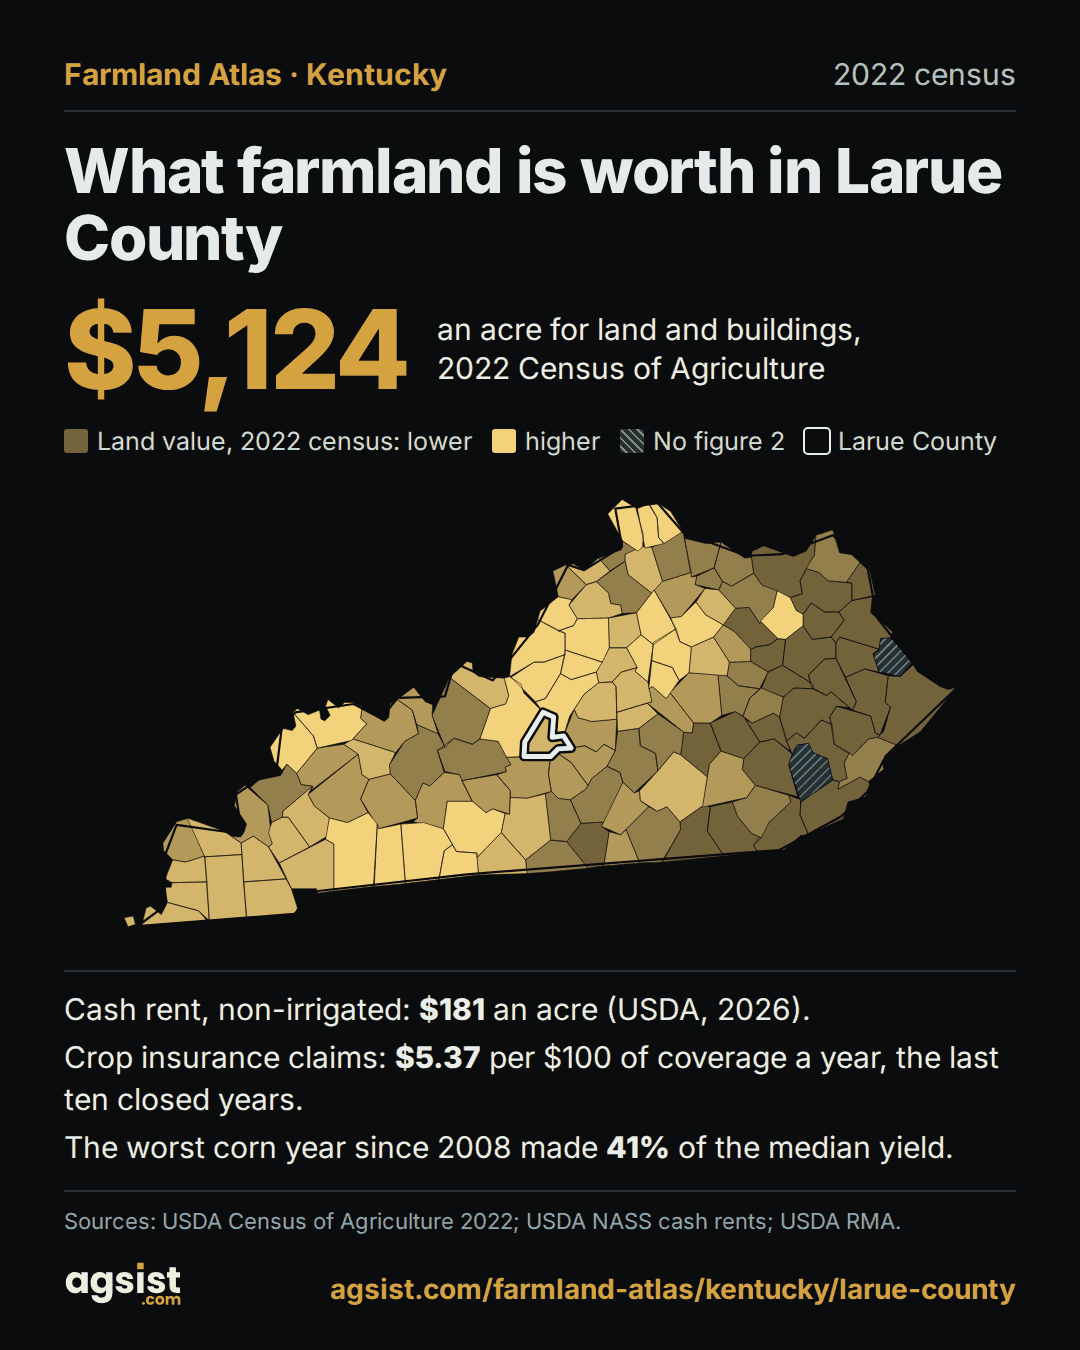 Farmland Atlas · Kentucky
2022 census
What farmland is worth in Larue
County
$5,124
an acre for land and buildings,
2022 Census of Agriculture
Land value, 2022 census: lower
higher
No figure 2
Larue County
Cash rent, non-irrigated: $181 an acre (USDA, 2026).
Crop insurance claims: $5.37 per $100 of coverage a year, the last
ten closed years.
The worst corn year since 2008 made 41% of the median yield.
Sources: USDA Census of Agriculture 2022; USDA NASS cash rents; USDA RMA.
agsist
.com
agsist.com/farmland-atlas/kentucky/larue-county